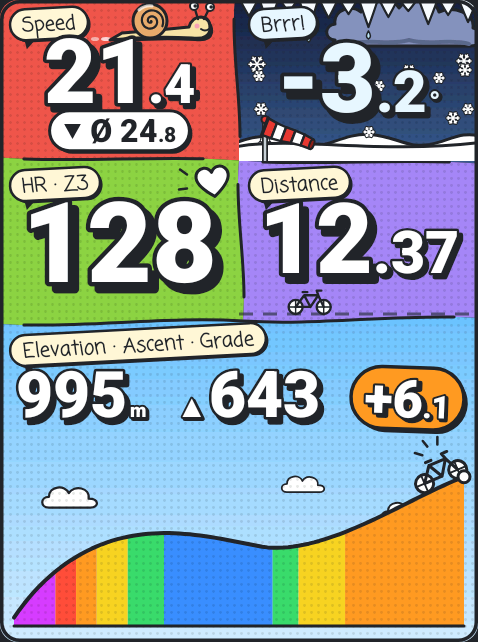 Speed
21.4
▼ Ø 24.8
Brrr!
-3.2°
HR · Z3
128
Distance
12.37
Elevation · Ascent · Grade
995m
△643
+6.1